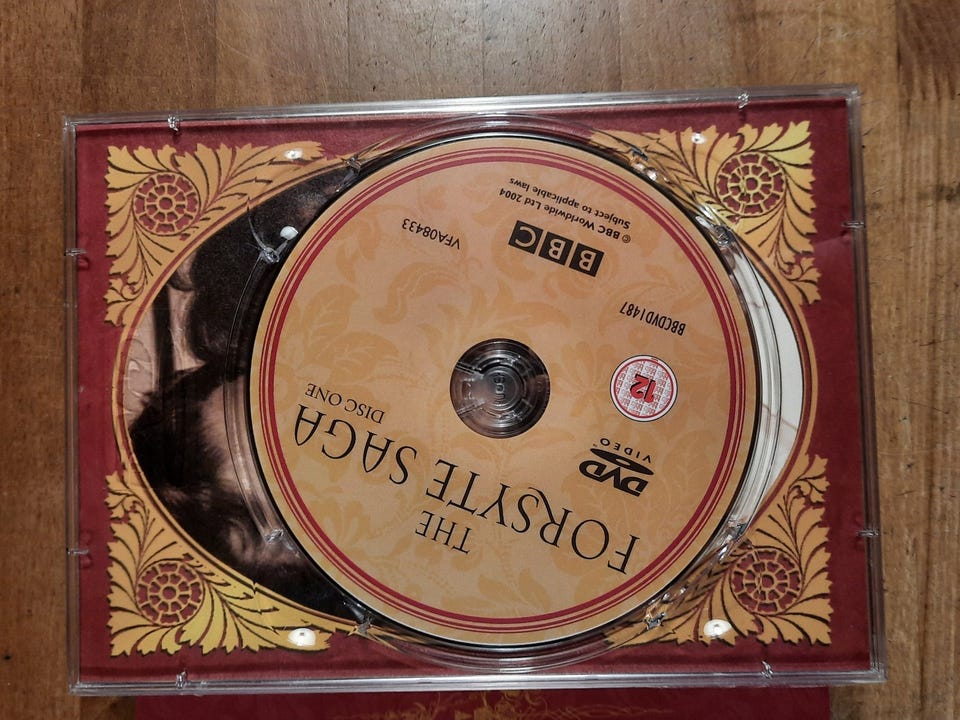 THE
FORSYTE SAGA
DISC ONE
DVD
VIDEO
12
BBCDVD1487
VFA08433
BBC
© BBC Worldwide Ltd 2004
Subject to applicable laws